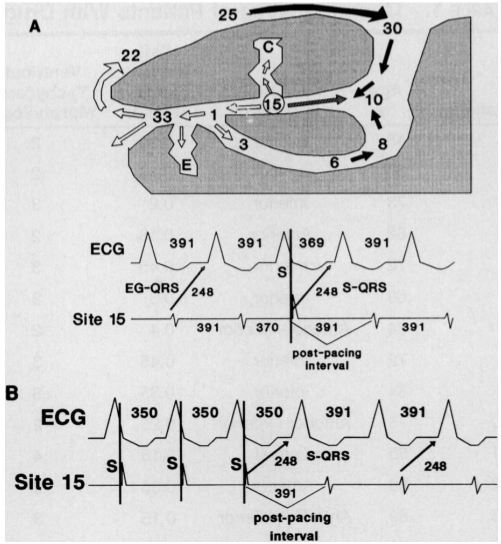 A
25
30
22
C
15
10
33
1
3
8
6
E
ECG 391 391 369 391
S
EG-QRS 248 248 S-QRS
Site 15
391 370 391 391
post-pacing
interval
B
350 350 350 391 391
ECG
S S S 248 S-QRS 248
Site 15
391
post-pacing
interval